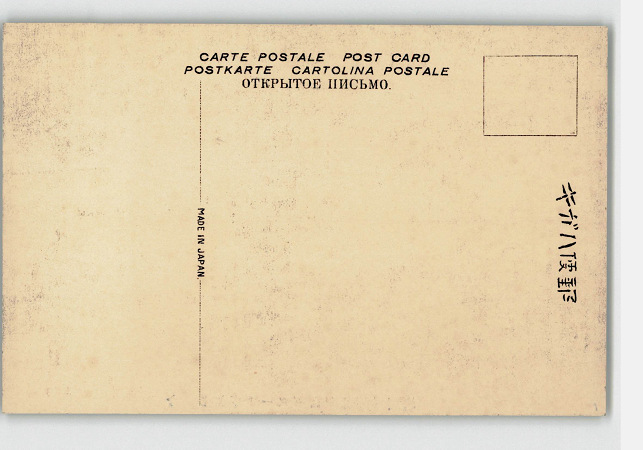 CARTE POSTALE POST CARD
POSTKARTE CARTOLINA POSTALE
ОТКРЫТОЕ ПИСЬМО.
MADE IN JAPAN
郵便ハガキ